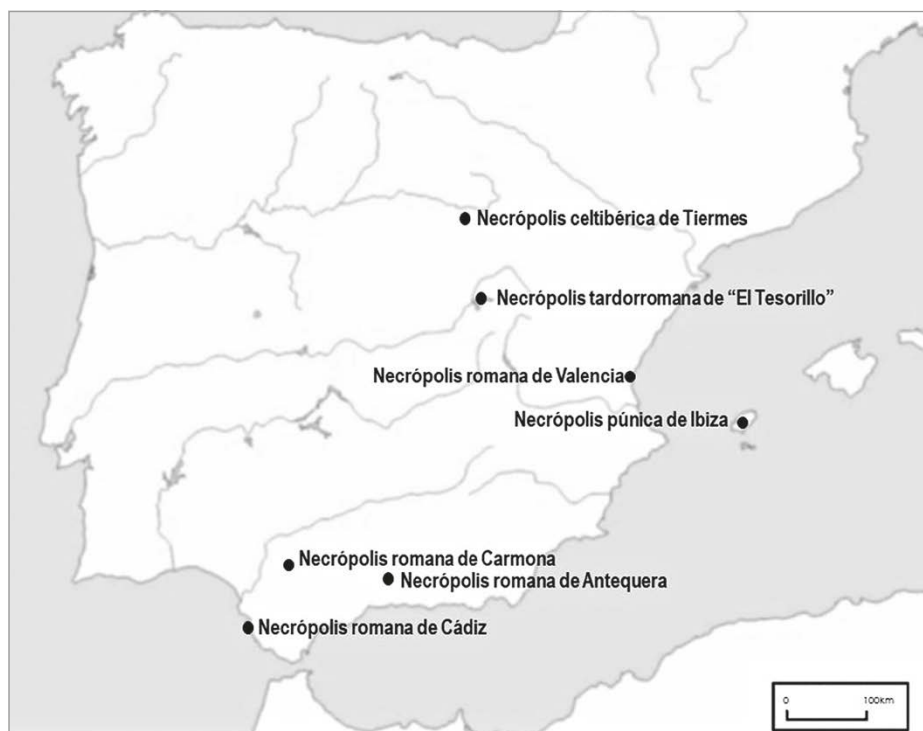 Necrópolis celtibérica de Tiermes
Necrópolis tardorromana de “El Tesorillo”
Necrópolis romana de Valencia
Necrópolis púnica de Ibiza
Necrópolis romana de Carmona
Necrópolis romana de Antequera
Necrópolis romana de Cádiz
0 100km